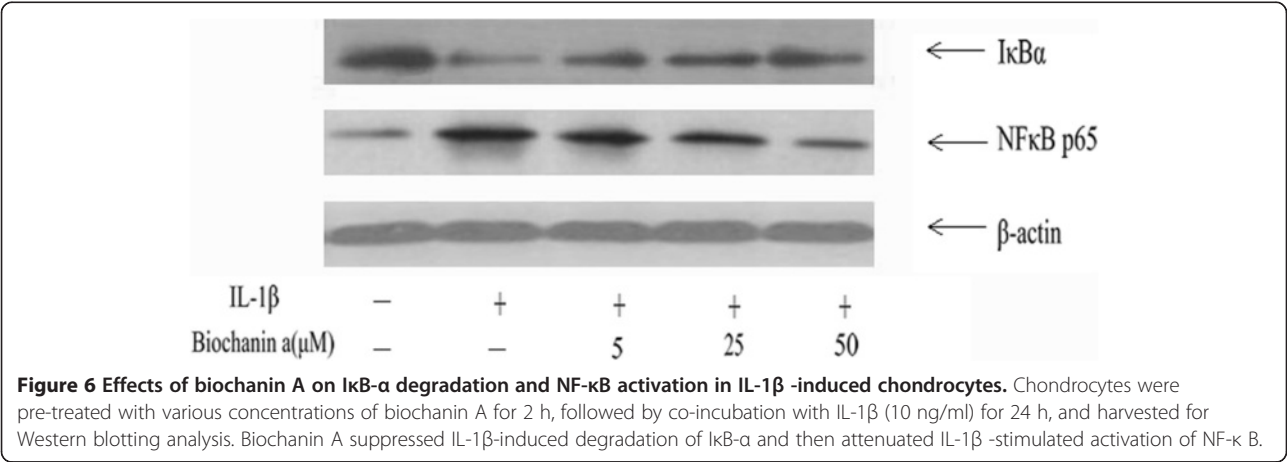 ← IκBα
← NFκB p65
← β-actin
IL-1β − + + + +
Biochanin a(μM) − − 5 25 50
Figure 6 Effects of biochanin A on IκB-α degradation and NF-κB activation in IL-1β -induced chondrocytes. Chondrocytes were
pre-treated with various concentrations of biochanin A for 2 h, followed by co-incubation with IL-1β (10 ng/ml) for 24 h, and harvested for
Western blotting analysis. Biochanin A suppressed IL-1β-induced degradation of IκB-α and then attenuated IL-1β -stimulated activation of NF-κ B.